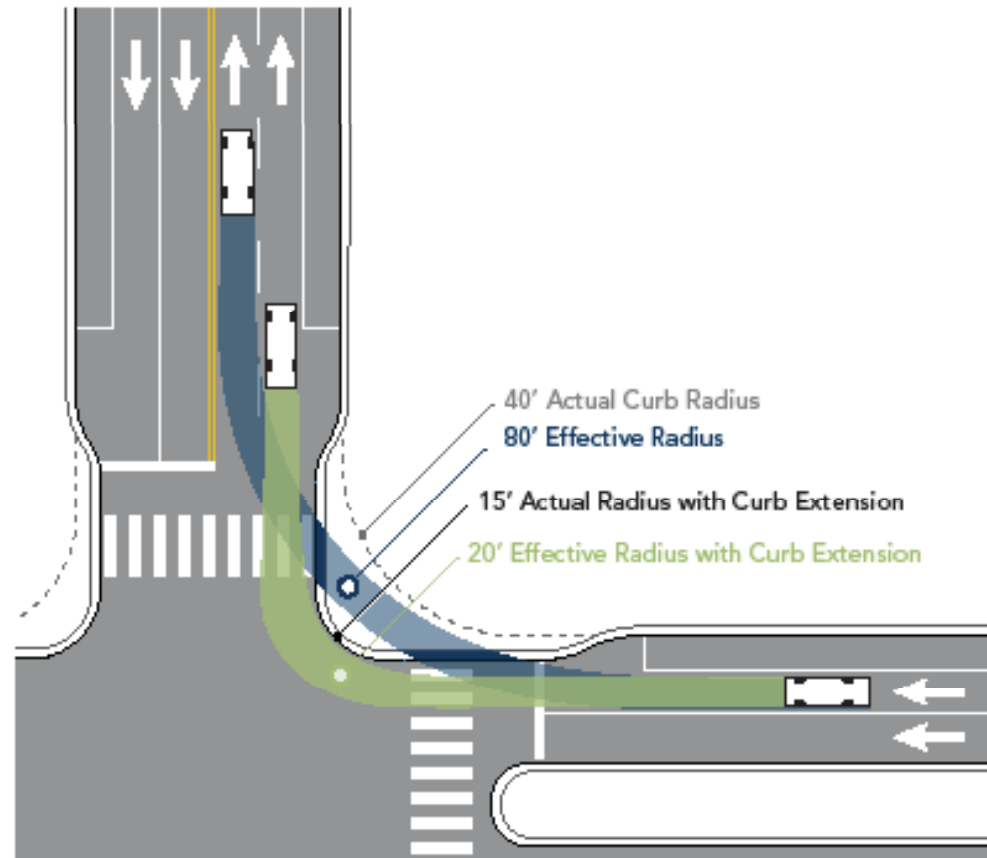 40' Actual Curb Radius
80' Effective Radius
15' Actual Radius with Curb Extension
20' Effective Radius with Curb Extension